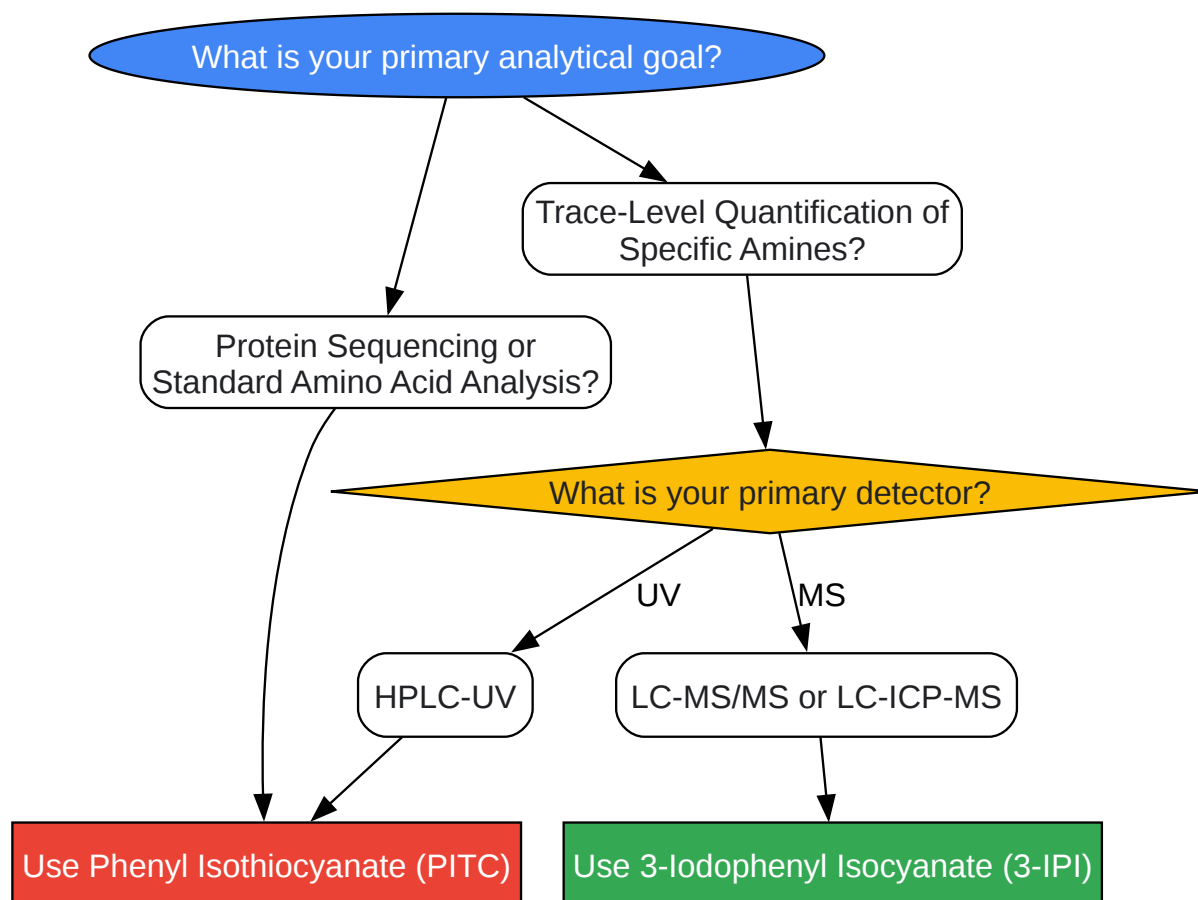 What is your primary analytical goal?
Trace-Level Quantification of
Specific Amines?
Protein Sequencing or
Standard Amino Acid Analysis?
What is your primary detector?
UV
MS
HPLC-UV
LC-MS/MS or LC-ICP-MS
Use Phenyl Isothiocyanate (PITC)
Use 3-Iodophenyl Isocyanate (3-IPI)